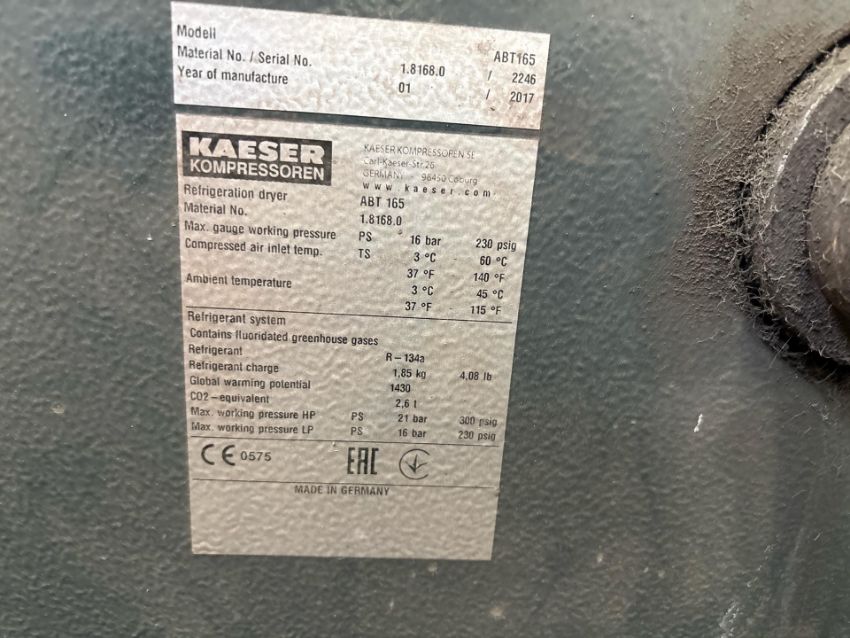 Modell ABT165
Material No. / Serial No. 1.8168.0 / 2246
Year of manufacture 01 / 2017
KAESER
KOMPRESSOREN
KAESER KOMPRESSOREN SE
Carl-Kaeser-Str.26
GERMANY 96450 Coburg
www.kaeser.com
Refrigeration dryer ABT 165
Material No. 1.8168.0
Max. gauge working pressure PS 16 bar 230 psig
Compressed air inlet temp. TS 3 °C - 60 °C
37 °F - 140 °F
Ambient temperature 3 °C - 45 °C
37 °F - 115 °F
Refrigerant system
Contains fluoridated greenhouse gases
Refrigerant R-134a
Refrigerant charge 1,85 kg 4,08 lb
Global warming potential 1430
CO2-equivalent 2,6 t
Max. working pressure HP PS 21 bar 300 psig
Max. working pressure LP PS 16 bar 230 psig
CE 0575 EAC
MADE IN GERMANY